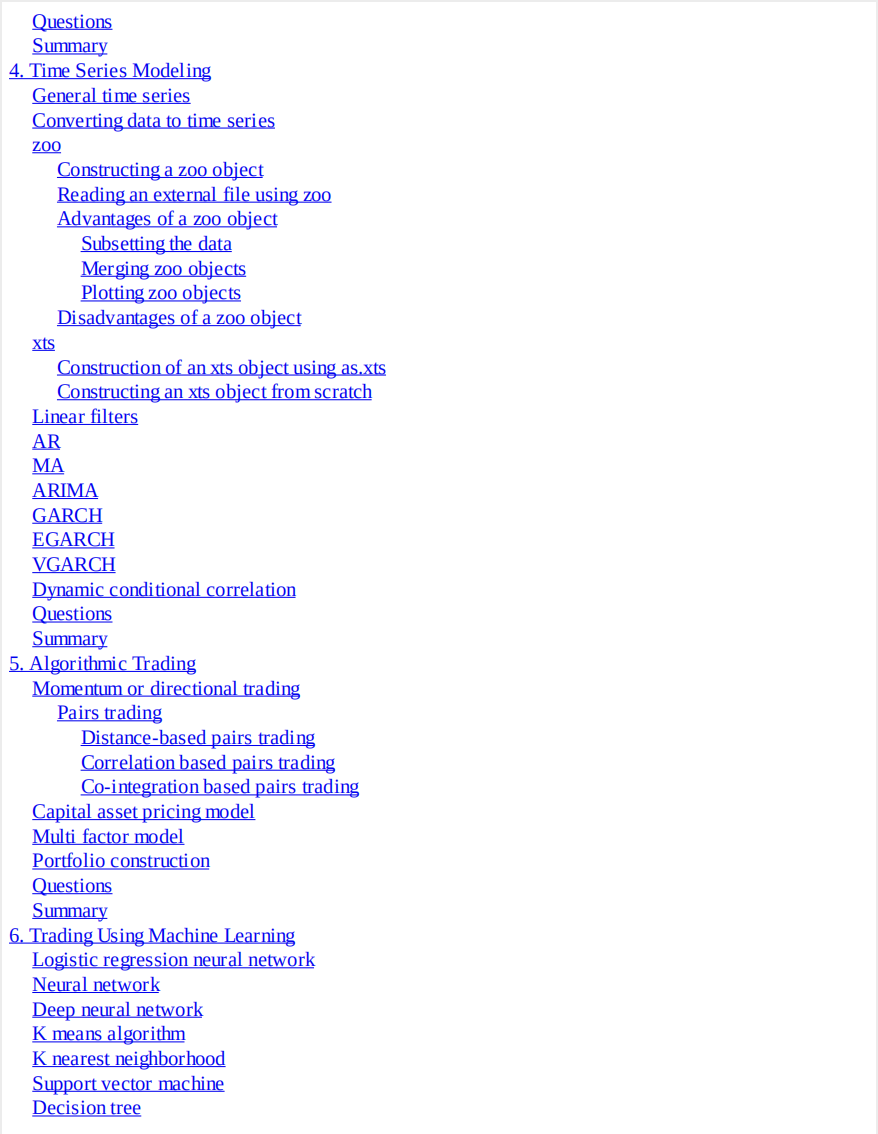 Questions
Summary
4. Time Series Modeling
General time series
Converting data to time series
zoo
Constructing a zoo object
Reading an external file using zoo
Advantages of a zoo object
Subsetting the data
Merging zoo objects
Plotting zoo objects
Disadvantages of a zoo object
xts
Construction of an xts object using as.xts
Constructing an xts object from scratch
Linear filters
AR
MA
ARIMA
GARCH
EGARCH
VGARCH
Dynamic conditional correlation
Questions
Summary
5. Algorithmic Trading
Momentum or directional trading
Pairs trading
Distance-based pairs trading
Correlation based pairs trading
Co-integration based pairs trading
Capital asset pricing model
Multi factor model
Portfolio construction
Questions
Summary
6. Trading Using Machine Learning
Logistic regression neural network
Neural network
Deep neural network
K means algorithm
K nearest neighborhood
Support vector machine
Decision tree